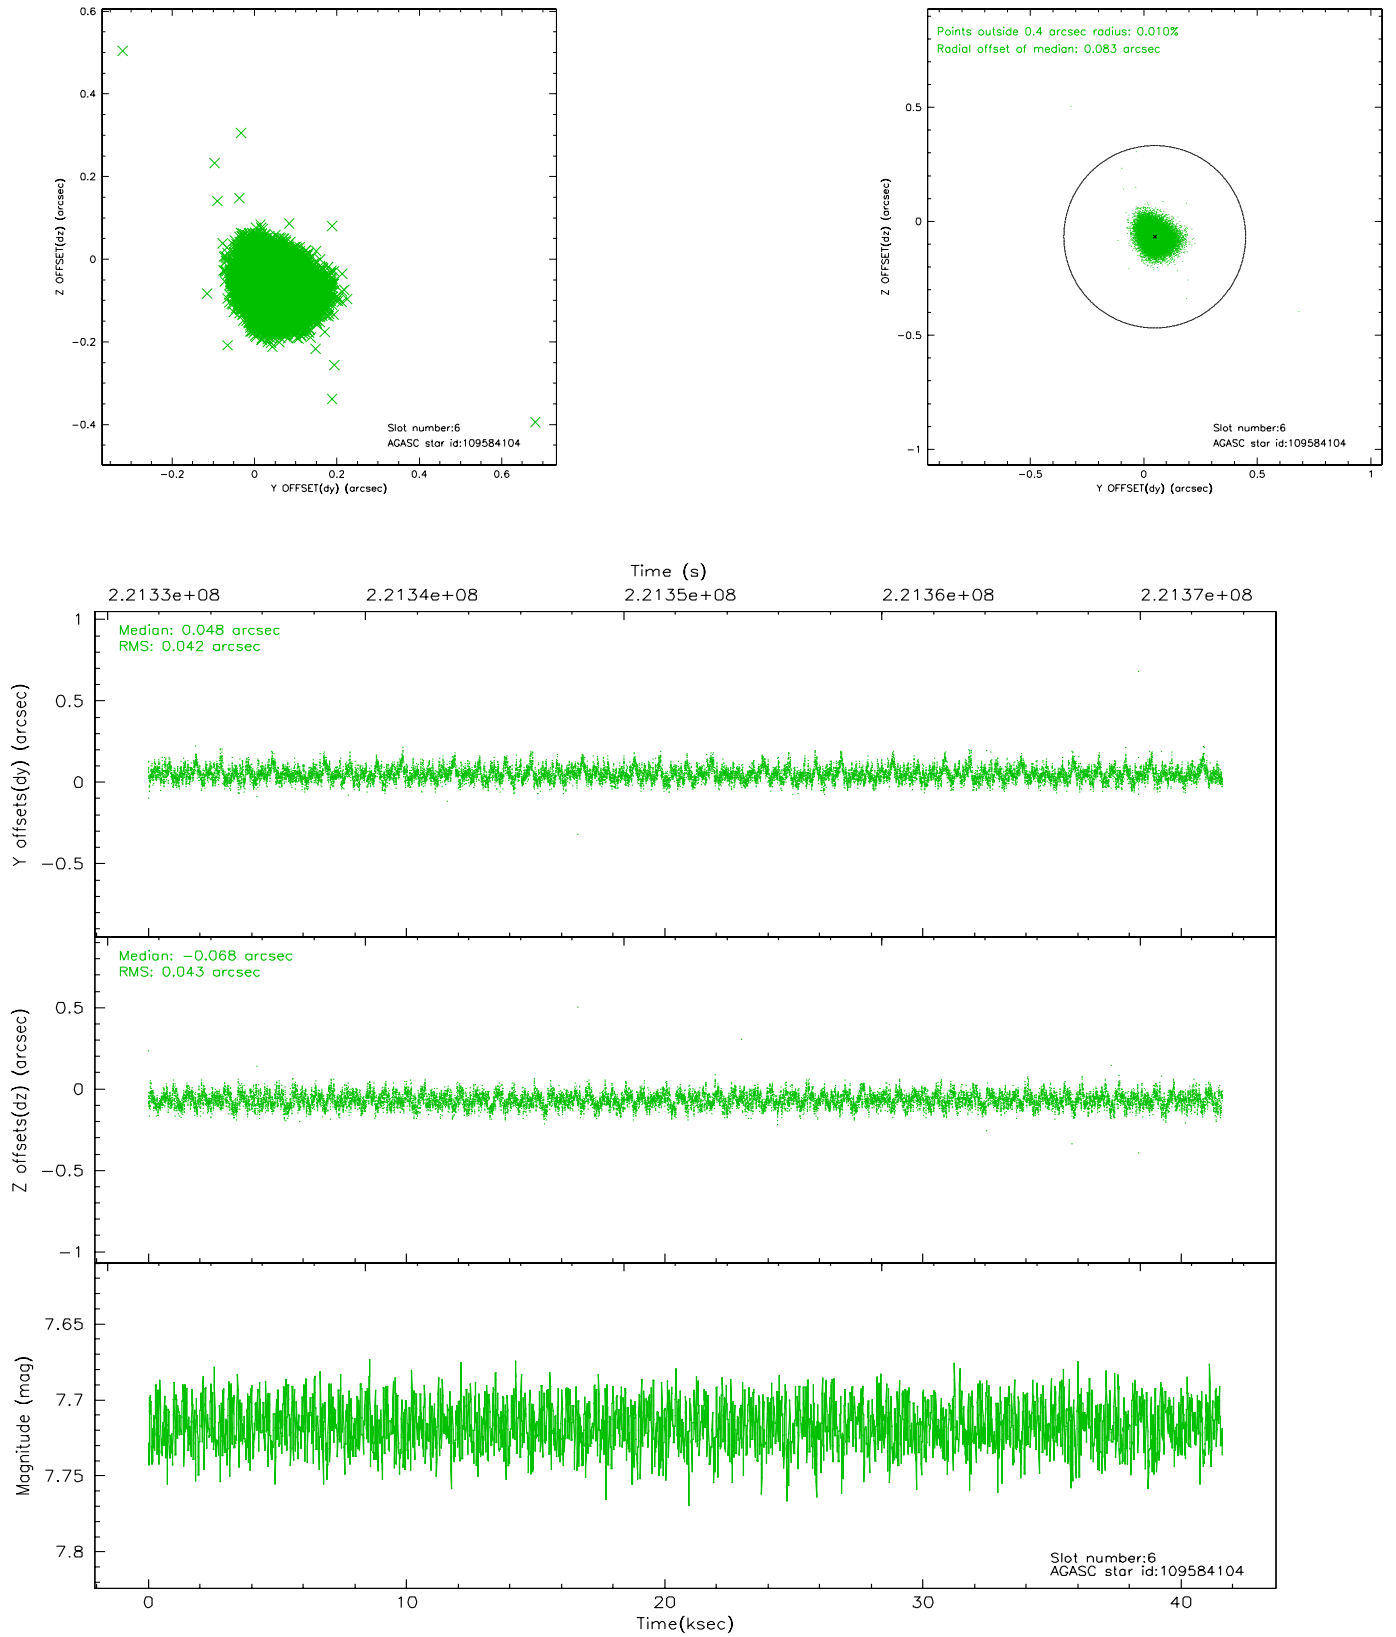 0.6
0.4
0.2
0
−0.2
−0.4
Z OFFSET(dz) (arcsec)
−0.2 0 0.2 0.4 0.6
Y OFFSET(dy) (arcsec)
Slot number:6
AGASC star id:109584104
Points outside 0.4 arcsec radius: 0.010%
Radial offset of median: 0.083 arcsec
0.5
0
−0.5
−1
Z OFFSET(dz) (arcsec)
−0.5 0 0.5 1
Y OFFSET(dy) (arcsec)
Slot number:6
AGASC star id:109584104
Time (s)
2.2133e+08 2.2134e+08 2.2135e+08 2.2136e+08 2.2137e+08
Median: 0.048 arcsec
RMS: 0.042 arcsec
1
0.5
0
−0.5
Y offsets(dy) (arcsec)
Median: −0.068 arcsec
RMS: 0.043 arcsec
0.5
0
−0.5
−1
Z offsets(dz) (arcsec)
7.65
7.7
7.75
7.8
Magnitude (mag)
Slot number:6
AGASC star id:109584104
0 10 20 30 40
Time(ksec)